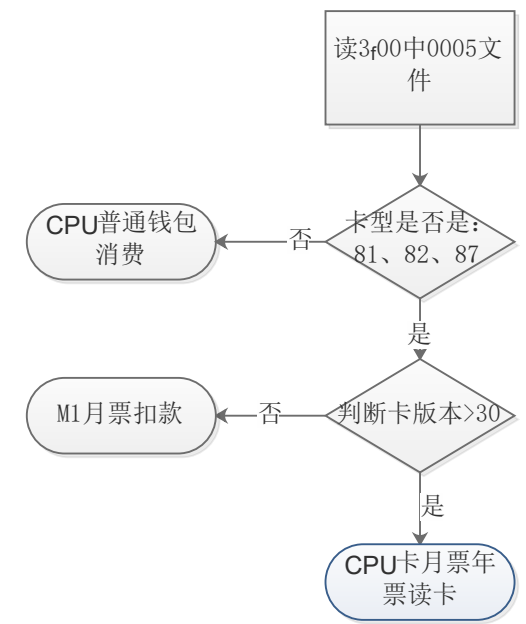 读3f00中0005文
件
卡型是否是：
81、82、87
否
CPU普通钱包
消费
是
判断卡版本>30
否
M1月票扣款
是
CPU卡月票年
票读卡